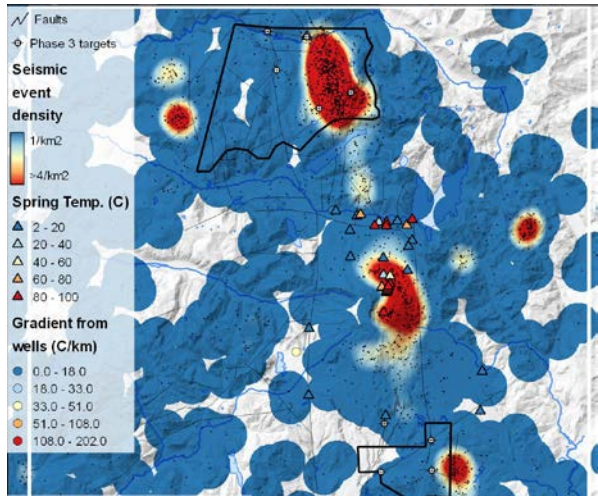 Faults
Phase 3 targets
Seismic
event
density
1/km2
>4/km2
Spring Temp. (C)
2 - 20
20 - 40
40 - 60
60 - 80
80 - 100
Gradient from
wells (C/km)
0.0 - 18.0
18.0 - 33.0
33.0 - 51.0
51.0 - 108.0
108.0 - 202.0